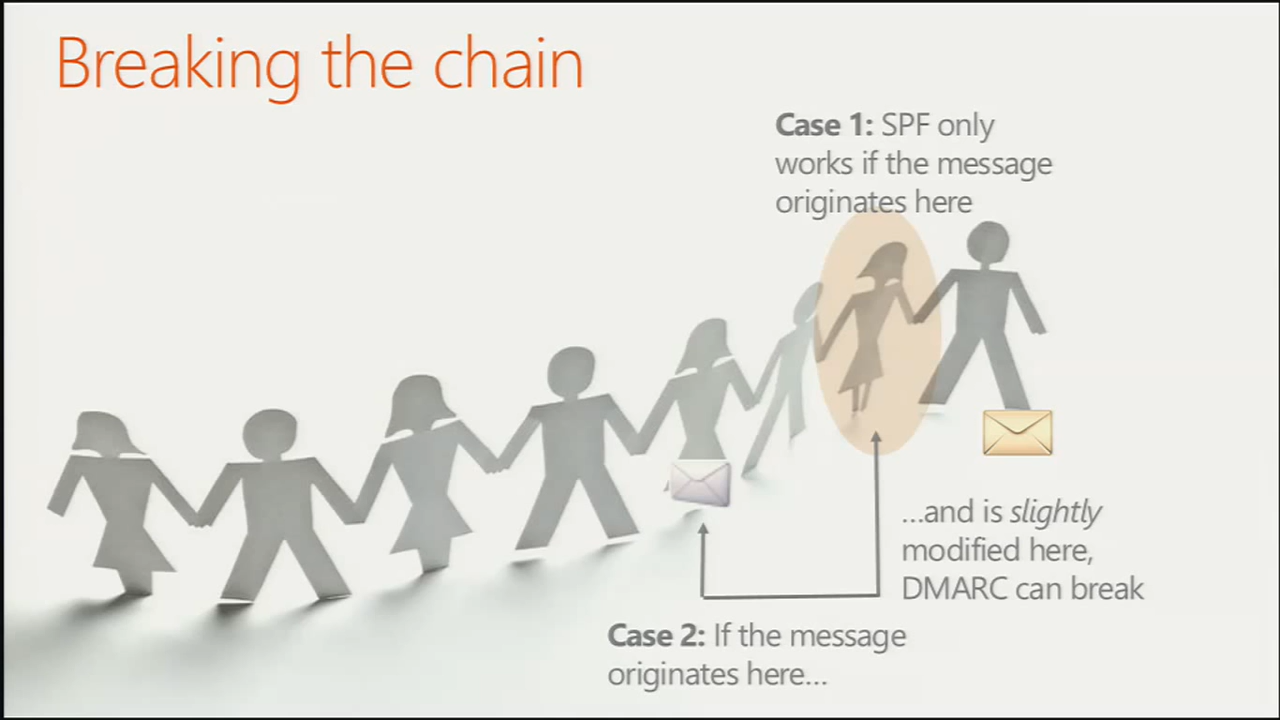 Breaking the chain
Case 1: SPF only
works if the message
originates here
…and is slightly
modified here,
DMARC can break
Case 2: If the message
originates here…